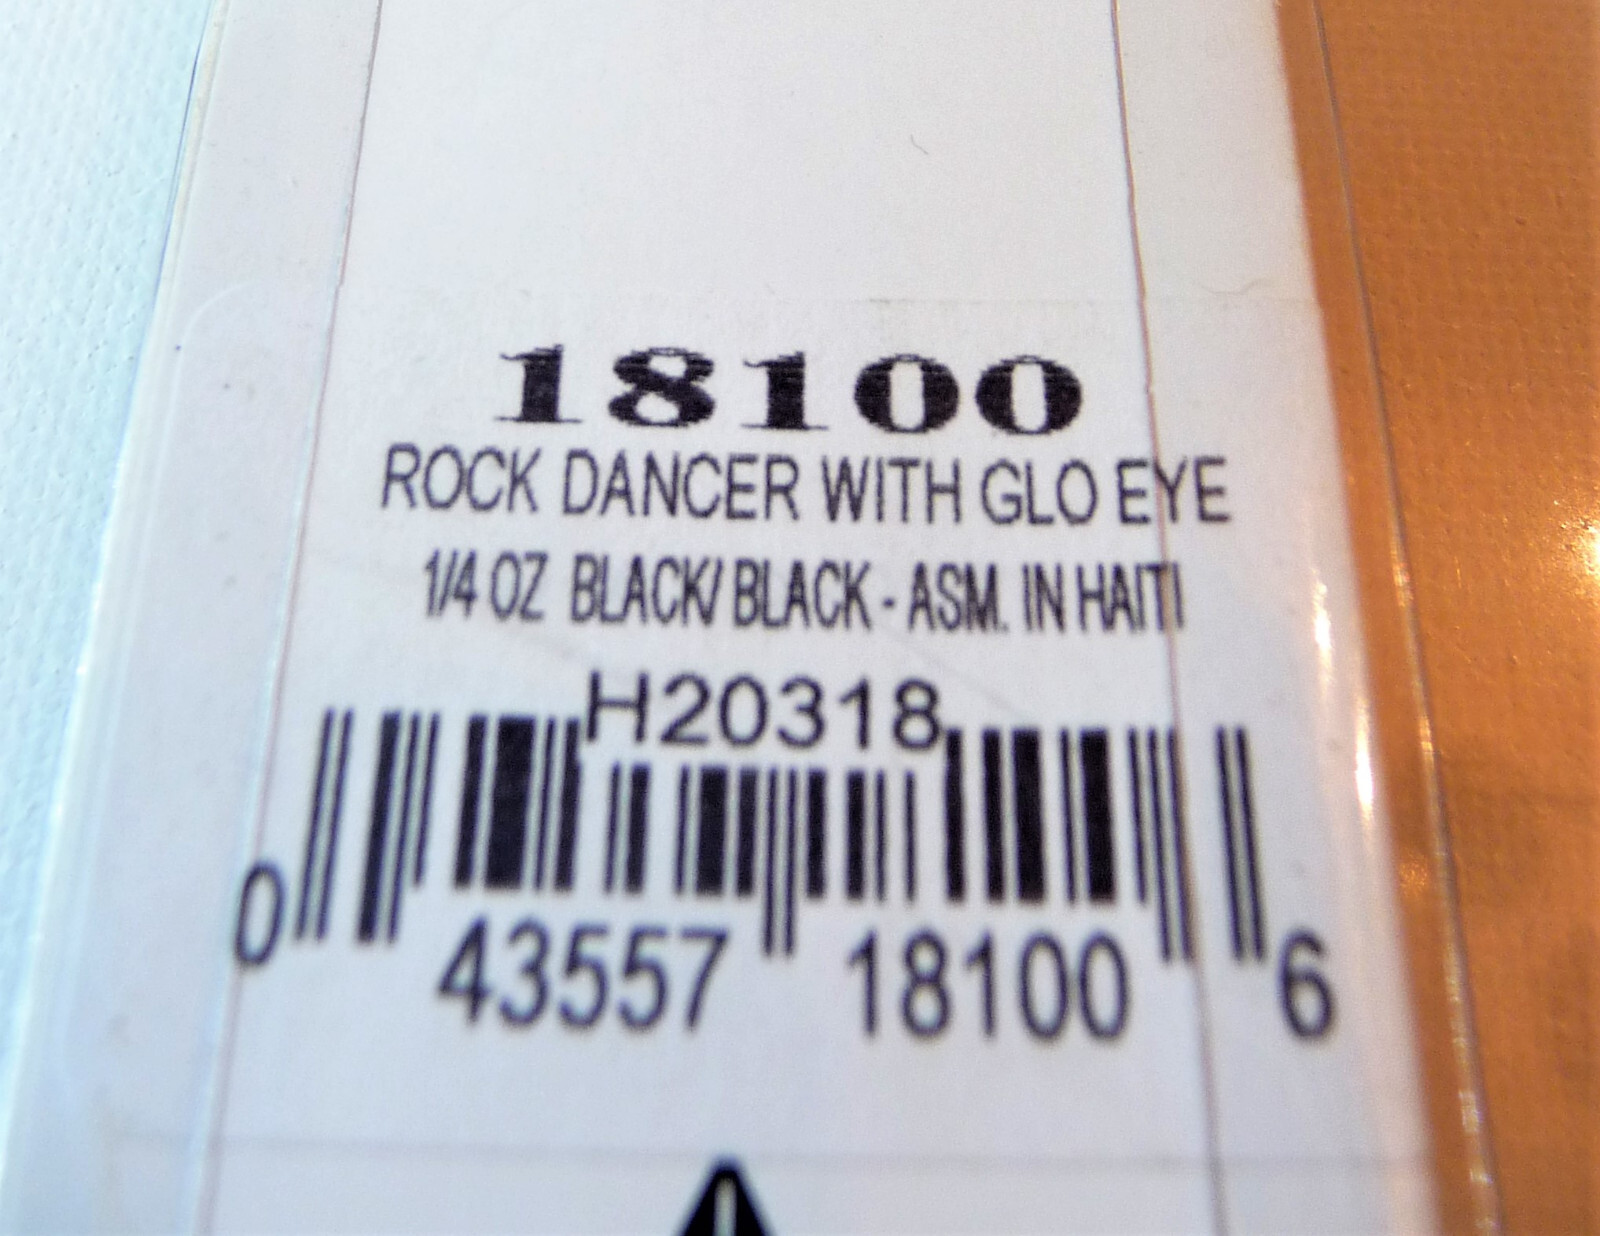 18100
ROCK DANCER WITH GLO EYE
1/4 OZ BLACK/ BLACK - ASM. IN HAITI
H20318
0 43557 18100 6